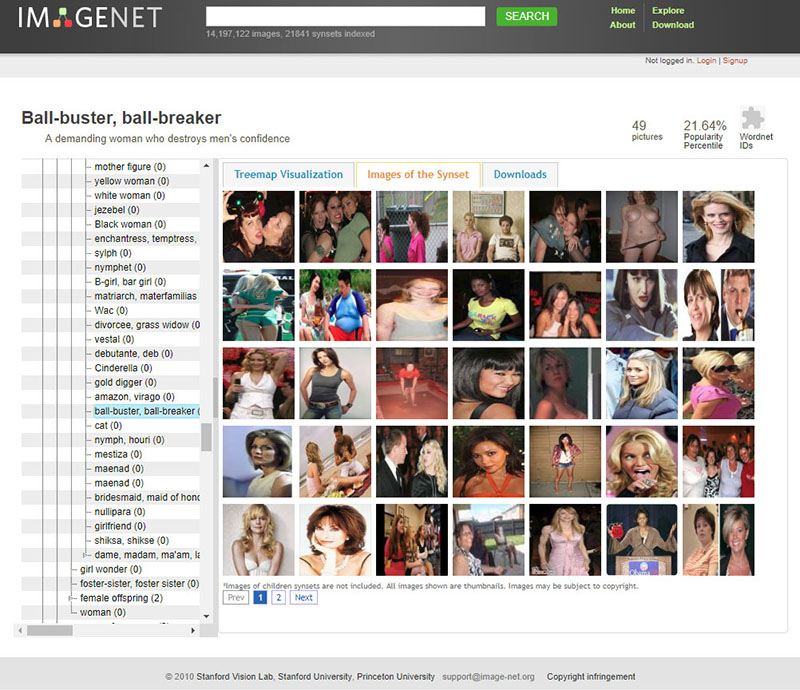 IMAGENET
SEARCH
14,197,122 images, 21841 synsets indexed
Home
Explore
About
Download
Not logged in. Login | Signup
Ball-buster, ball-breaker
A demanding woman who destroys men's confidence
49
pictures
21.64%
Popularity
Percentile
Wordnet
IDs
mother figure (0)
yellow woman (0)
white woman (0)
jezebel (0)
Black woman (0)
enchantress, temptress,
sylph (0)
nymphet (0)
B-girl, bar girl (0)
matriarch, materfamilias
Wac (0)
divorcee, grass widow (0
vestal (0)
debutante, deb (0)
Cinderella (0)
gold digger (0)
amazon, virago (0)
ball-buster, ball-breaker (
cat (0)
nymph, houri (0)
mestiza (0)
maenad (0)
maenad (0)
bridesmaid, maid of hono
nullipara (0)
girlfriend (0)
shiksa, shikse (0)
dame, madam, ma'am, la
girl wonder (0)
foster-sister, foster sister (0)
female offspring (2)
woman (0)
Treemap Visualization
Images of the Synset
Downloads
*Images of children synsets are not included. All images shown are thumbnails. Images may be subject to copyright.
Prev 1 2 Next
© 2010 Stanford Vision Lab, Stanford University, Princeton University support@image-net.org Copyright infringement